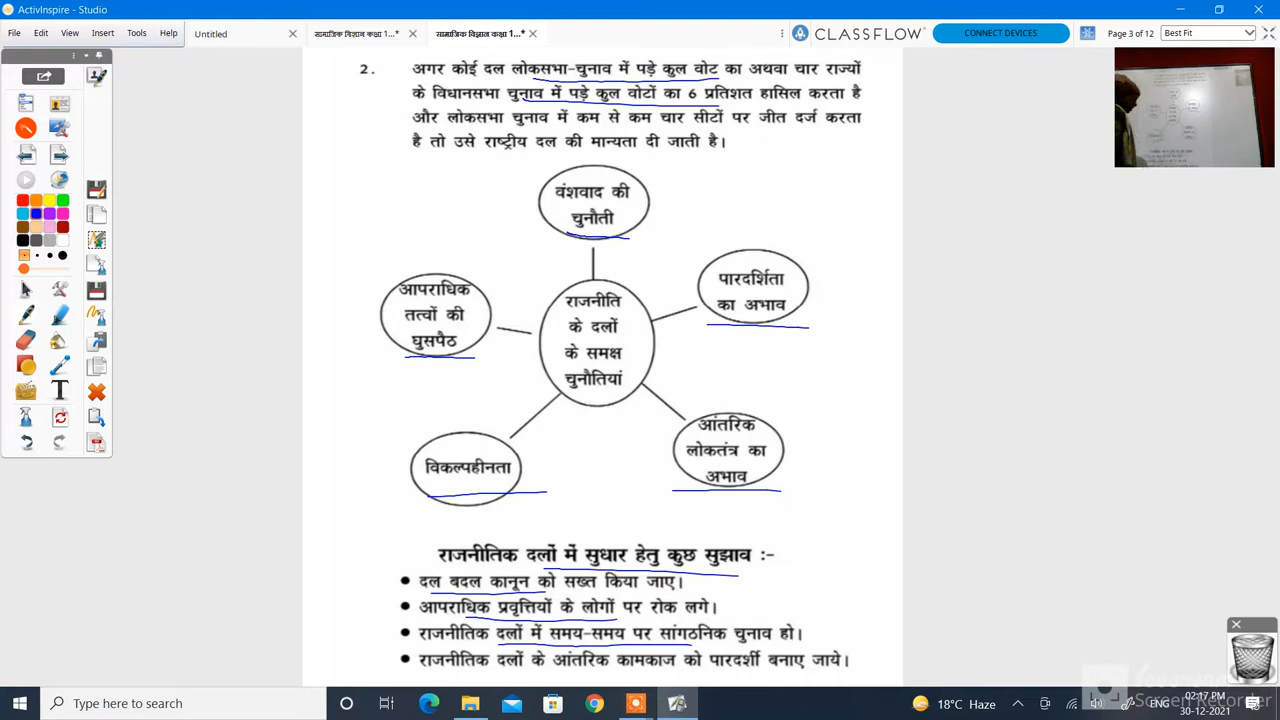 ActivInspire - Studio
File Edit View Insert Tools Help
Untitled
सामाजिक विज्ञान कक्षा 1...*
सामाजिक विज्ञान कक्षा 1...*
CLASSFLOW
CONNECT DEVICES
Page 3 of 12
Best Fit
2. अगर कोई दल लोकसभा-चुनाव में पड़े कुल वोट का अथवा चार राज्यों
के विधानसभा चुनाव में पड़े कुल वोटों का 6 प्रतिशत हासिल करता है
और लोकसभा चुनाव में कम से कम चार सीटों पर जीत दर्ज करता
है तो उसे राष्ट्रीय दल की मान्यता दी जाती है।
वंशवाद की
चुनौती
पारदर्शिता
का अभाव
आपराधिक
तत्वों की
घुसपैठ
राजनीति
के दलों
के समक्ष
चुनौतियां
आंतरिक
लोकतंत्र का
अभाव
विकल्पहीनता
राजनीतिक दलों में सुधार हेतु कुछ सुझाव :-
• दल बदल कानून को सख्त किया जाए।
• आपराधिक प्रवृत्तियों के लोगों पर रोक लगे।
• राजनीतिक दलों में समय-समय पर सांगठनिक चुनाव हो।
• राजनीतिक दलों के आंतरिक कामकाज को पारदर्शी बनाए जाये।
Screen Recorder
Type here to search
18°C Haze
ENG
02:17 PM
30-12-2021